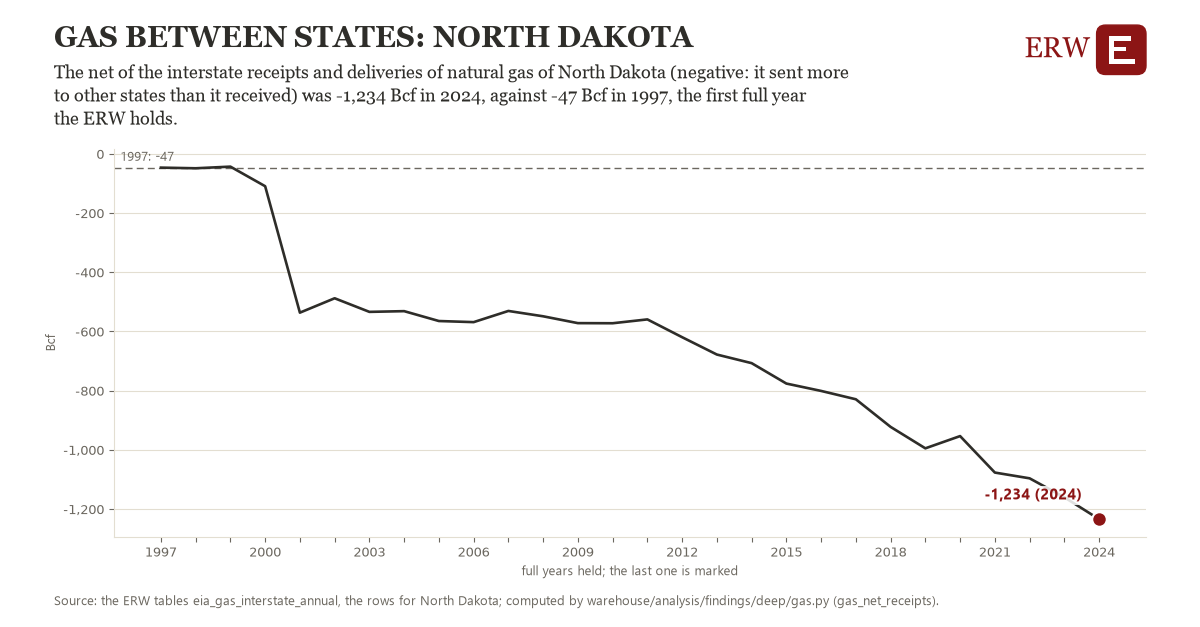 GAS BETWEEN STATES: NORTH DAKOTA
ERW E
The net of the interstate receipts and deliveries of natural gas of North Dakota (negative: it sent more
to other states than it received) was -1,234 Bcf in 2024, against -47 Bcf in 1997, the first full year
the ERW holds.
0
1997: -47
-200
-400
-600
-800
-1,000
-1,200
Bcf
-1,234 (2024)
1997 2000 2003 2006 2009 2012 2015 2018 2021 2024
full years held; the last one is marked
Source: the ERW tables eia_gas_interstate_annual, the rows for North Dakota; computed by warehouse/analysis/findings/deep/gas.py (gas_net_receipts).